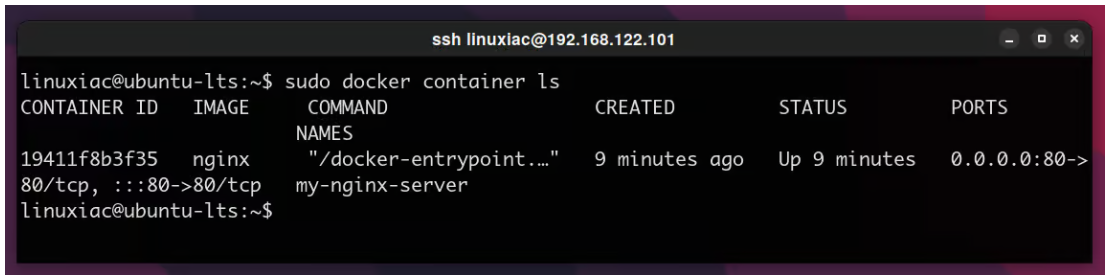 ssh linuxiac@192.168.122.101
linuxiac@ubuntu-lts:~$ sudo docker container ls
CONTAINER ID   IMAGE     COMMAND                  CREATED         STATUS         PORTS
                         NAMES
19411f8b3f35   nginx     "/docker-entrypoint.…"   9 minutes ago   Up 9 minutes   0.0.0.0:80->
80/tcp, :::80->80/tcp   my-nginx-server
linuxiac@ubuntu-lts:~$